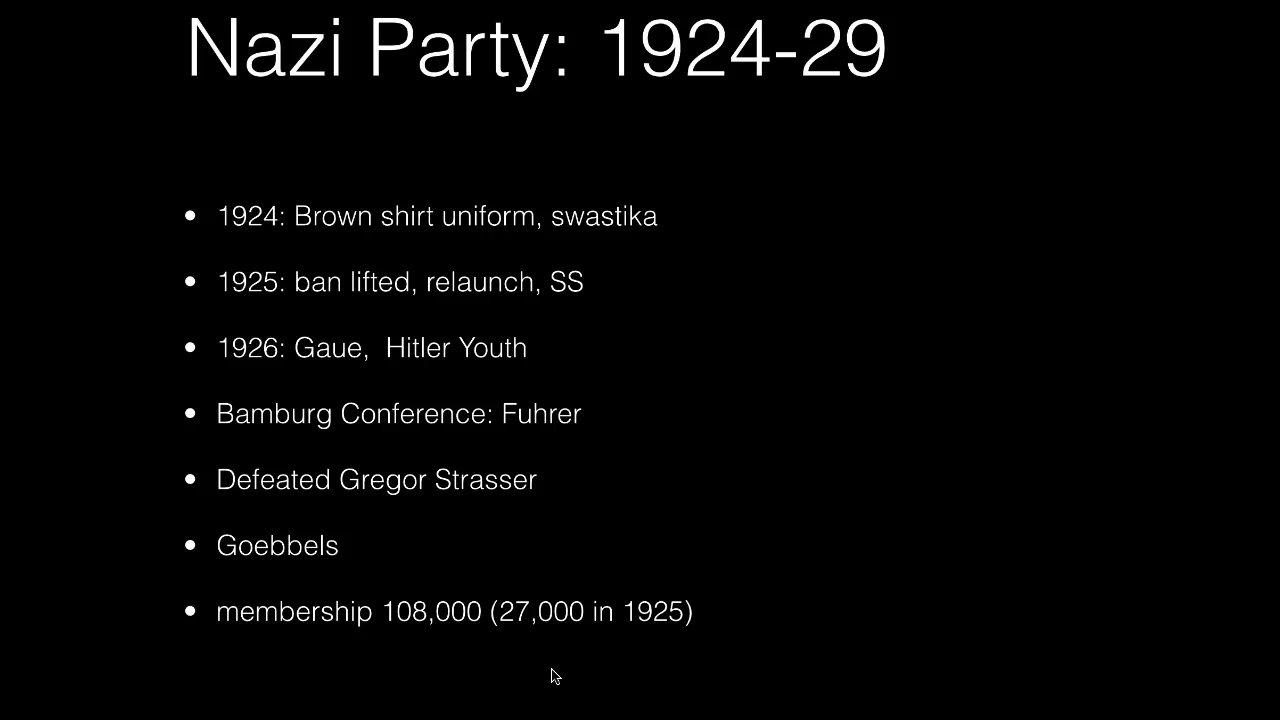 Nazi Party: 1924-29
• 1924: Brown shirt uniform, swastika
• 1925: ban lifted, relaunch, SS
• 1926: Gaue,  Hitler Youth
• Bamburg Conference: Fuhrer
• Defeated Gregor Strasser
• Goebbels
• membership 108,000 (27,000 in 1925)